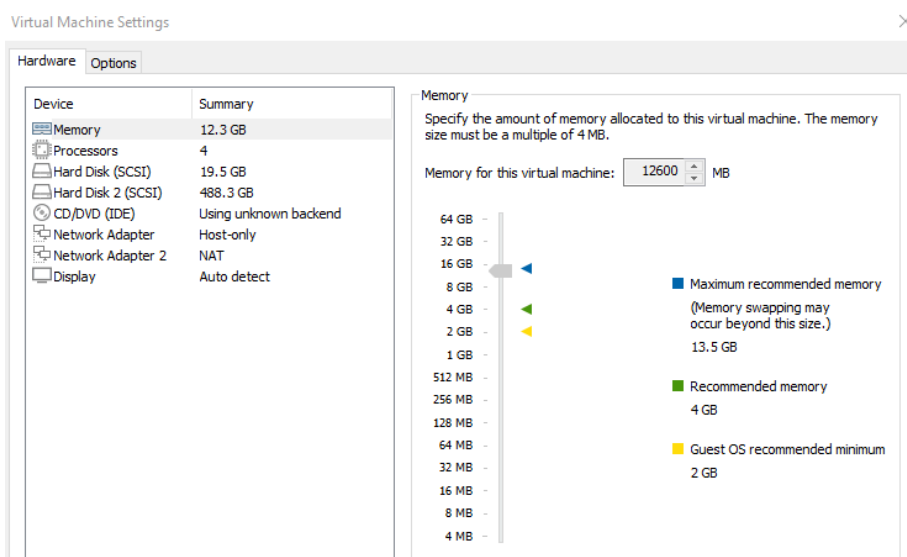 Virtual Machine Settings
Hardware Options
Device Summary
Memory 12.3 GB
Processors 4
Hard Disk (SCSI) 19.5 GB
Hard Disk 2 (SCSI) 488.3 GB
CD/DVD (IDE) Using unknown backend
Network Adapter Host-only
Network Adapter 2 NAT
Display Auto detect
Memory
Specify the amount of memory allocated to this virtual machine. The memory
size must be a multiple of 4 MB.
Memory for this virtual machine: 12600 MB
64 GB
32 GB
16 GB
8 GB
4 GB
2 GB
1 GB
512 MB
256 MB
128 MB
64 MB
32 MB
16 MB
8 MB
4 MB
Maximum recommended memory
(Memory swapping may
occur beyond this size.)
13.5 GB
Recommended memory
4 GB
Guest OS recommended minimum
2 GB